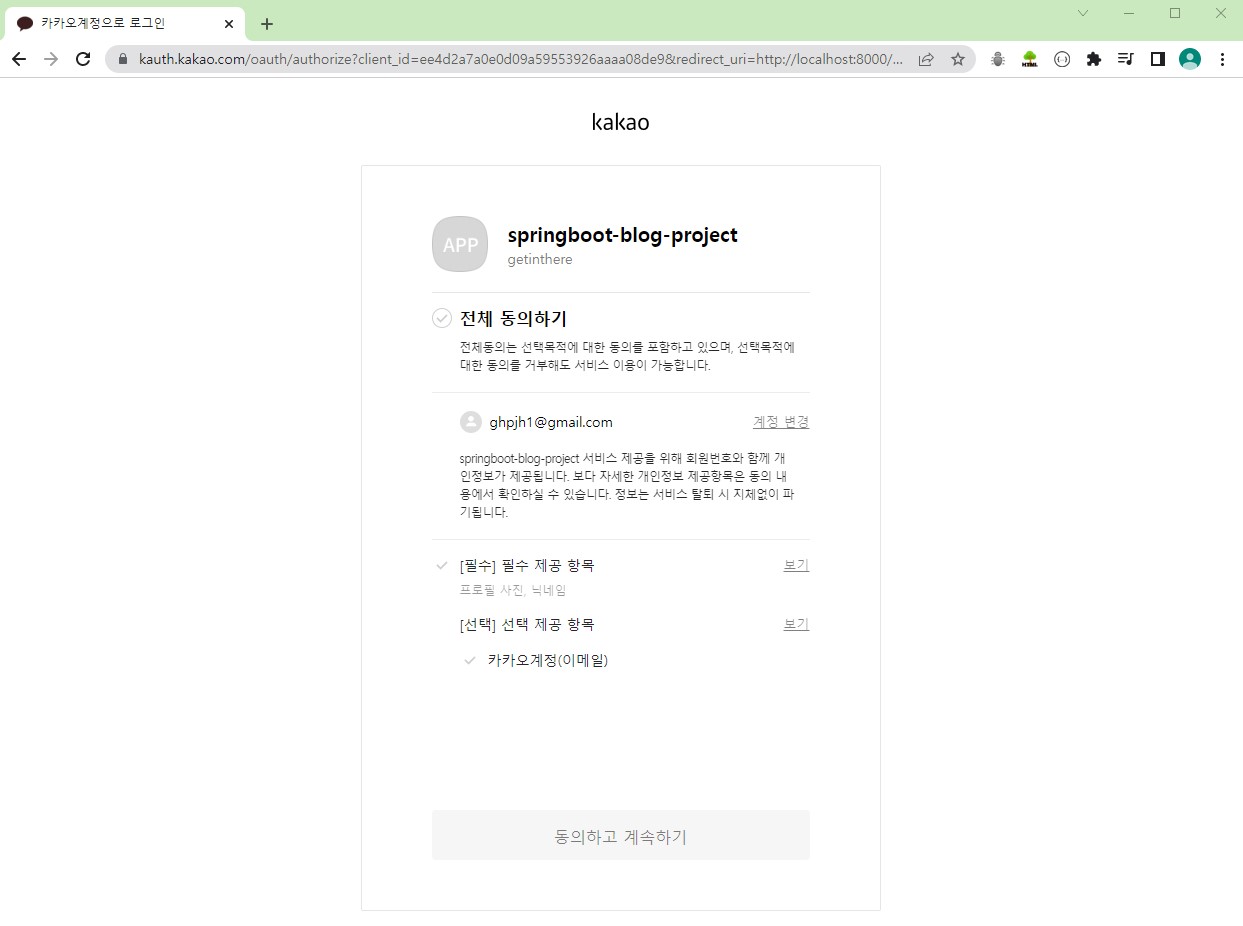 카카오계정으로 로그인
kauth.kakao.com/oauth/authorize?client_id=ee4d2a7a0e0d09a59553926aaaa08de9&redirect_uri=http://localhost:8000/...
kakao
APP
springboot-blog-project
getinthere
전체 동의하기
전체동의는 선택목적에 대한 동의를 포함하고 있으며, 선택목적에
대한 동의를 거부해도 서비스 이용이 가능합니다.
ghpjh1@gmail.com 계정 변경
springboot-blog-project 서비스 제공을 위해 회원번호와 함께 개
인정보가 제공됩니다. 보다 자세한 개인정보 제공항목은 동의 내
용에서 확인하실 수 있습니다. 정보는 서비스 탈퇴 시 지체없이 파
기됩니다.
[필수] 필수 제공 항목 보기
프로필 사진, 닉네임
[선택] 선택 제공 항목 보기
카카오계정(이메일)
동의하고 계속하기